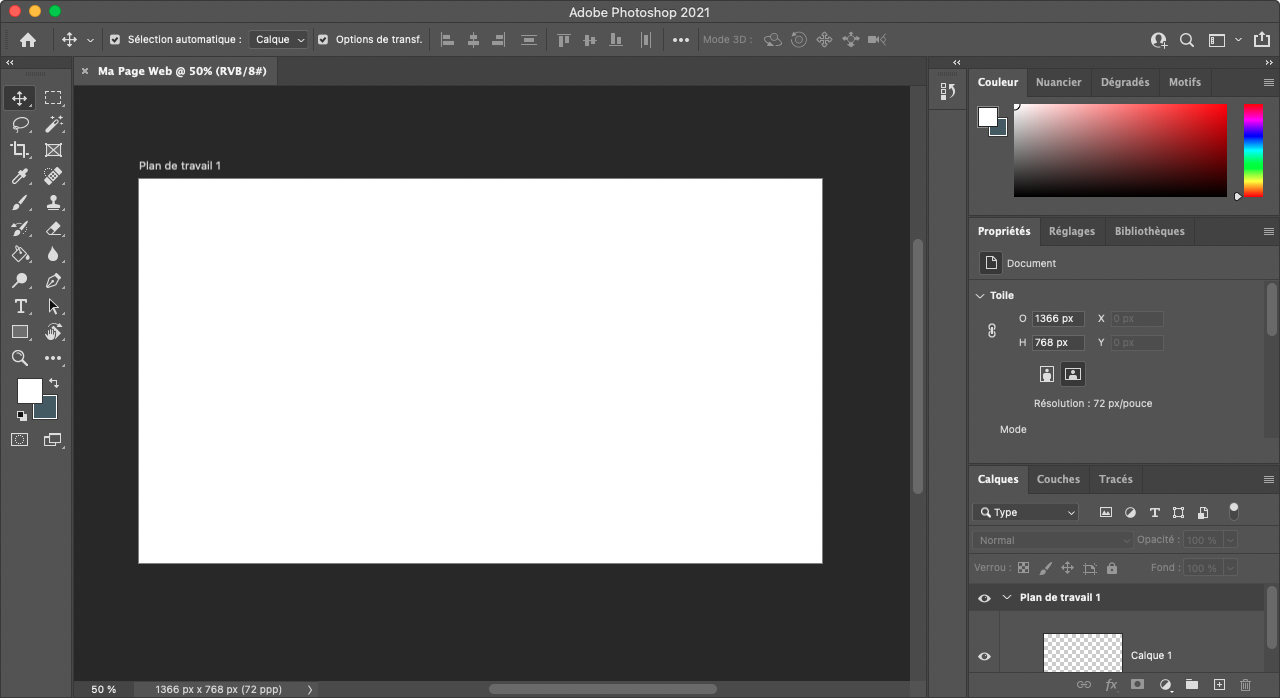 Adobe Photoshop 2021
Sélection automatique : Calque Options de transf. Mode 3D :
Ma Page Web @ 50% (RVB/8#)
Plan de travail 1
50 % 1366 px x 768 px (72 ppp)
Couleur Nuancier Dégradés Motifs
Propriétés Réglages Bibliothèques
Document
Toile
O 1366 px X 0 px
H 768 px Y 0 px
Résolution : 72 px/pouce
Mode
Calques Couches Tracés
Type
Normal Opacité : 100 %
Verrou : Fond : 100 %
Plan de travail 1
Calque 1
fx